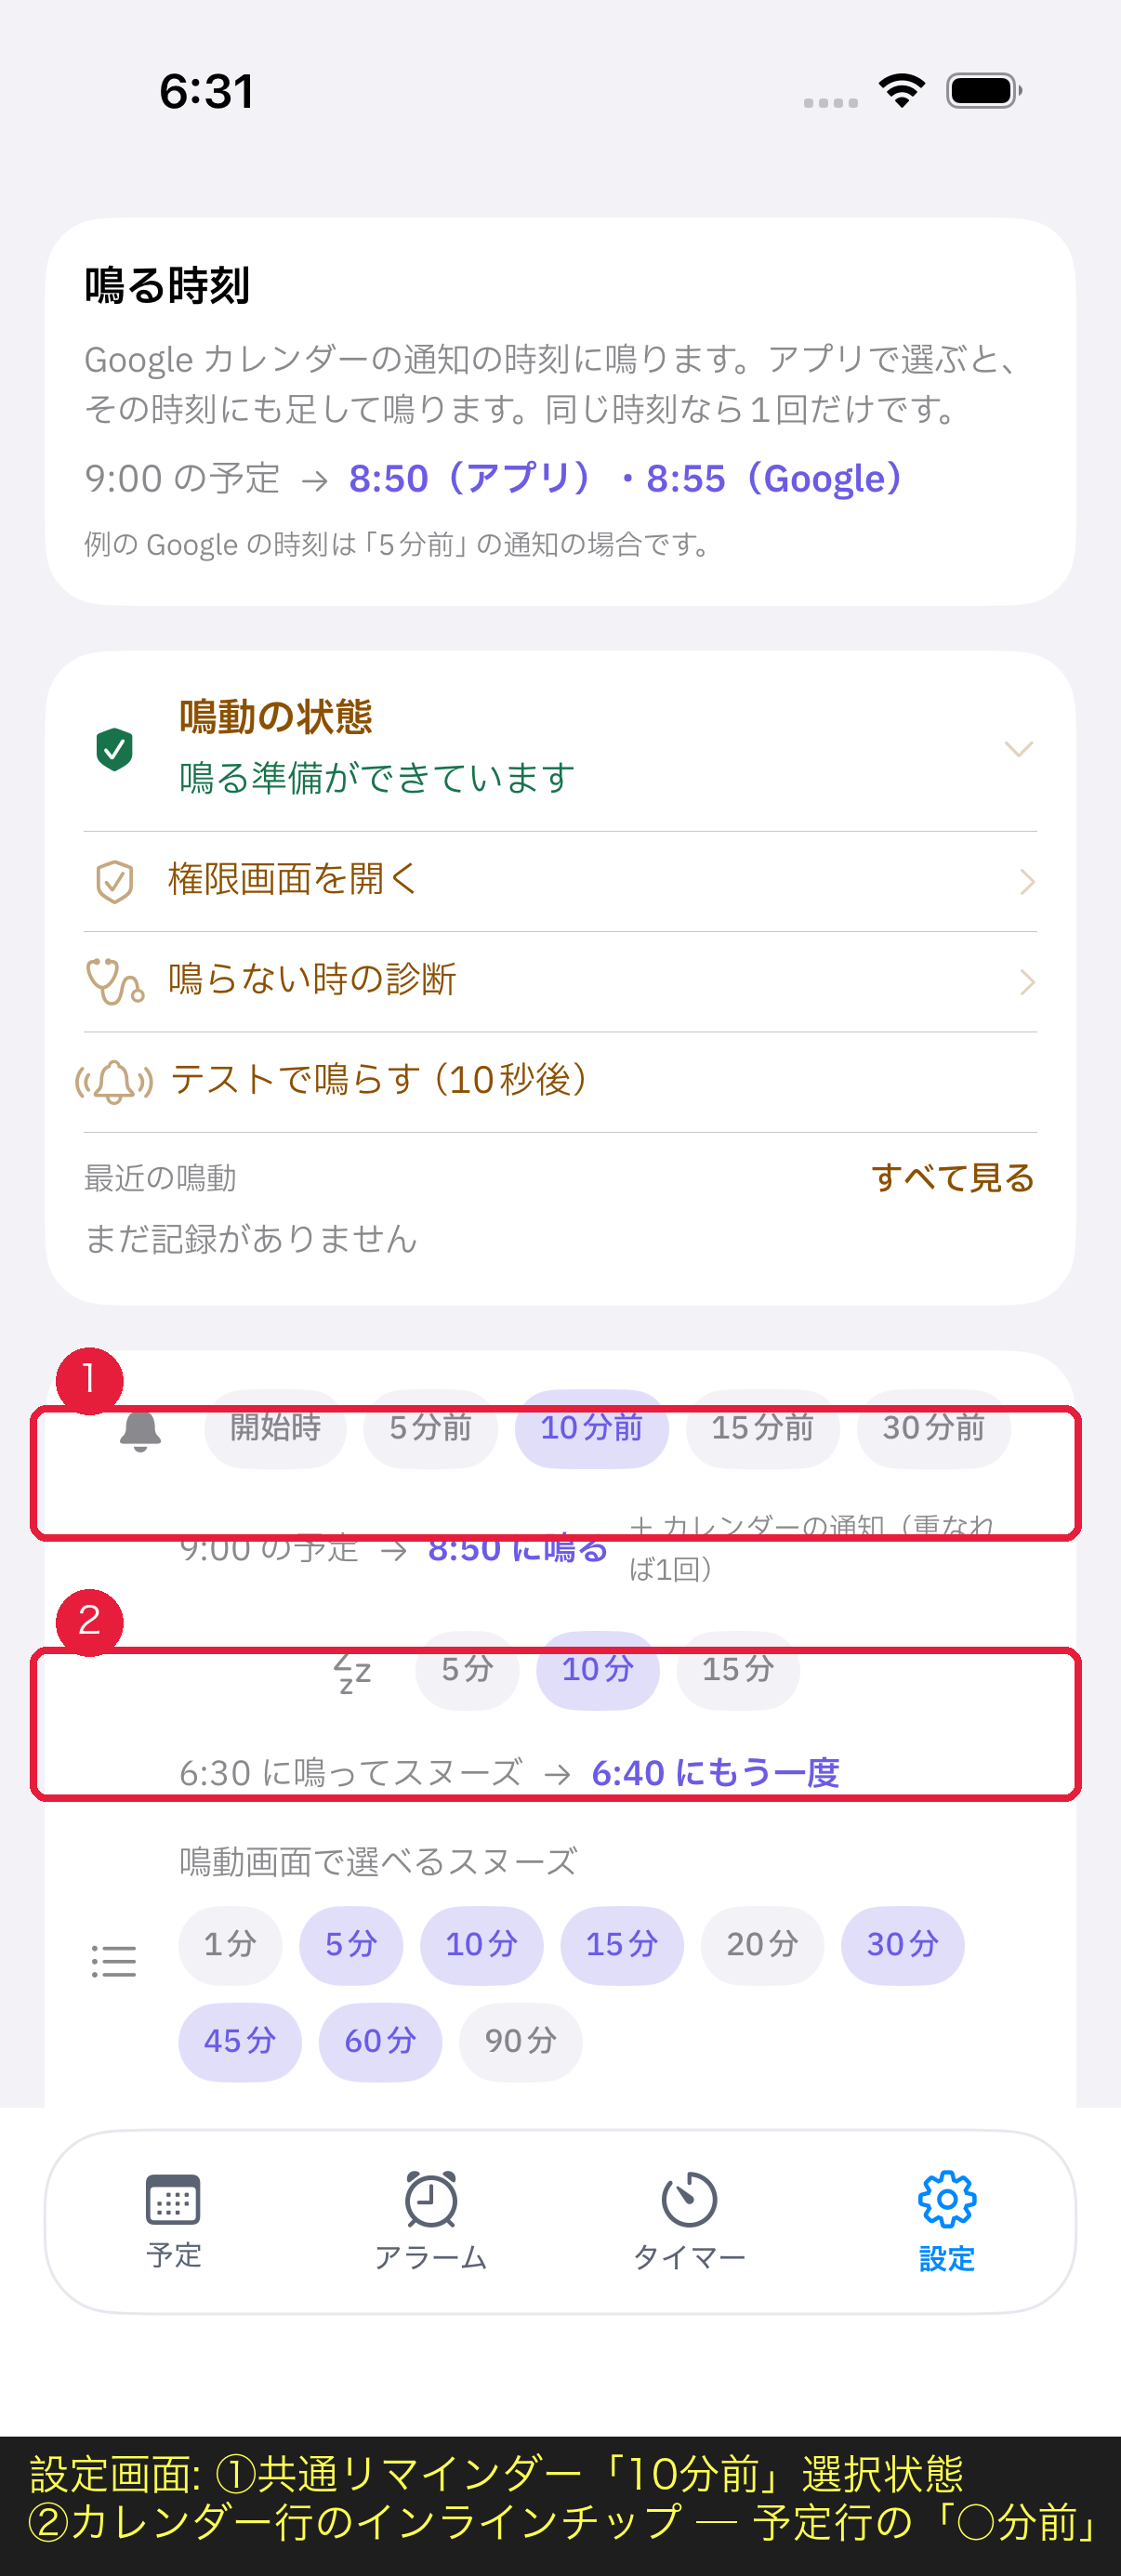 6:31
鳴る時刻
Google カレンダーの通知の時刻に鳴ります。アプリで選ぶと、
その時刻にも足して鳴ります。同じ時刻なら1回だけです。
9:00 の予定 → 8:50（アプリ）・8:55（Google）
例の Google の時刻は「5分前」の通知の場合です。
鳴動の状態
鳴る準備ができています
権限画面を開く
鳴らない時の診断
テストで鳴らす（10秒後）
最近の鳴動 すべて見る
まだ記録がありません
1
開始時 5分前 10分前 15分前 30分前
9:00 の予定 → 8:50 に鳴る ＋ カレンダーの通知（重なれ
ば1回）
2
zzz 5分 10分 15分
6:30 に鳴ってスヌーズ → 6:40 にもう一度
鳴動画面で選べるスヌーズ
1分 5分 10分 15分 20分 30分
45分 60分 90分
予定 アラーム タイマー 設定
設定画面: ①共通リマインダー「10分前」選択状態
②カレンダー行のインラインチップ — 予定行の「○分前」